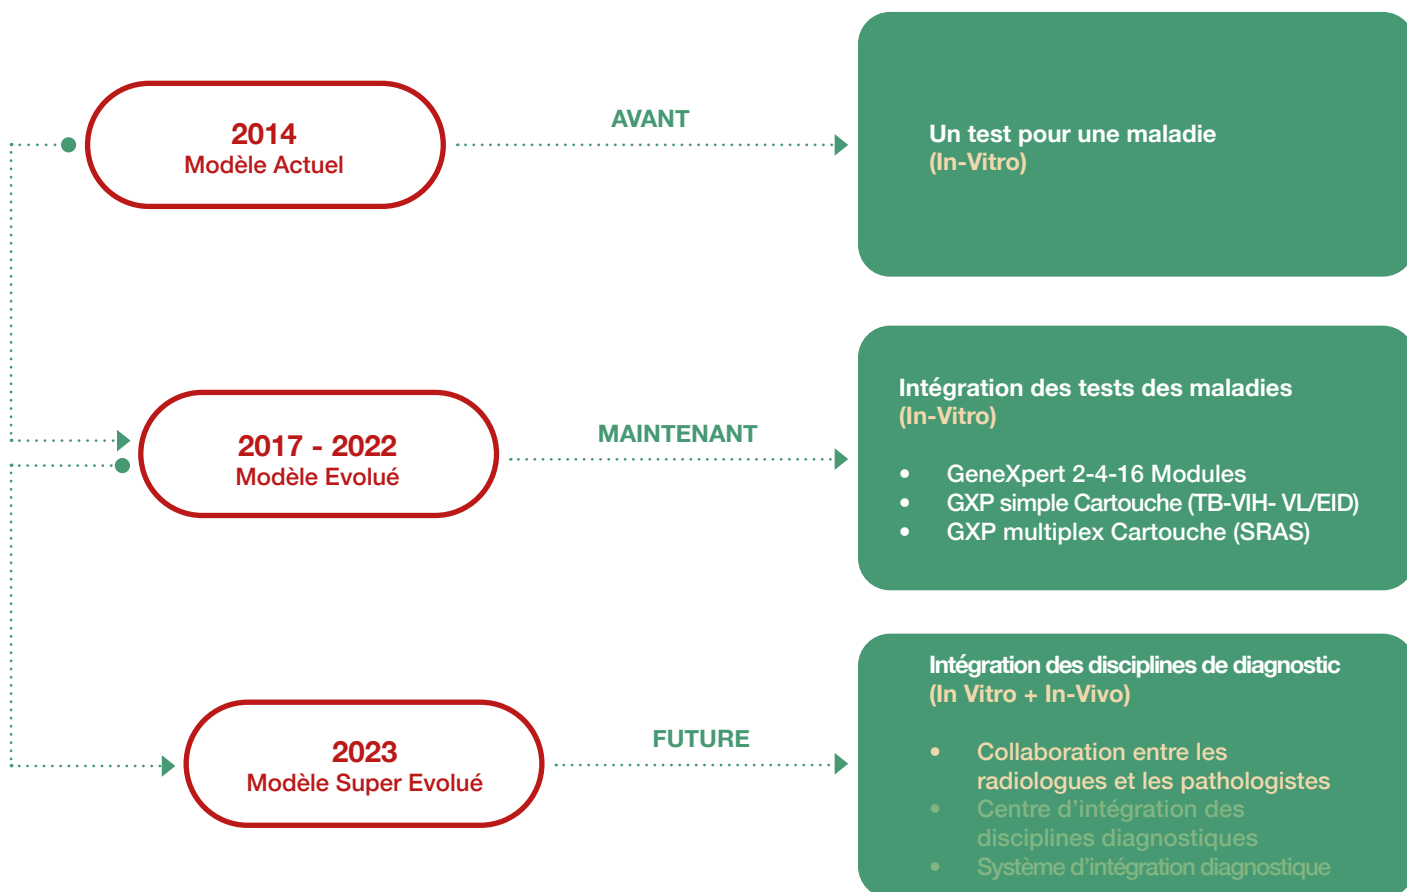 2014
Modèle Actuel
AVANT
Un test pour une maladie
(In-Vitro)
2017 - 2022
Modèle Evolué
MAINTENANT
Intégration des tests des maladies
(In-Vitro)
• GeneXpert 2-4-16 Modules
• GXP simple Cartouche (TB-VIH- VL/EID)
• GXP multiplex Cartouche (SRAS)
2023
Modèle Super Evolué
FUTURE
Intégration des disciplines de diagnostic
(In Vitro + In-Vivo)
• Collaboration entre les
radiologues et les pathologistes
• Centre d’intégration des
disciplines diagnostiques
• Système d’intégration diagnostique